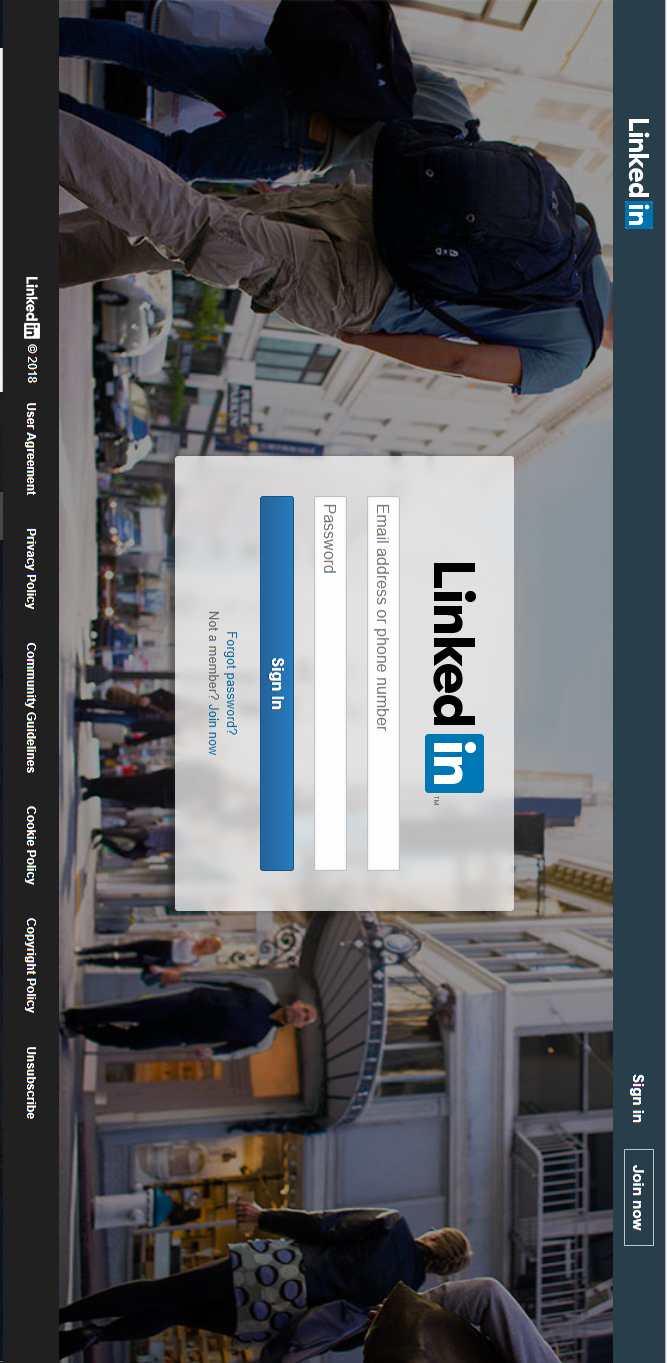 Linked in
Sign in
Join now
Linked in ™
Email address or phone number
Password
Sign In
Forgot password?
Not a member? Join now
Linked in © 2018 User Agreement Privacy Policy Community Guidelines Cookie Policy Copyright Policy Unsubscribe